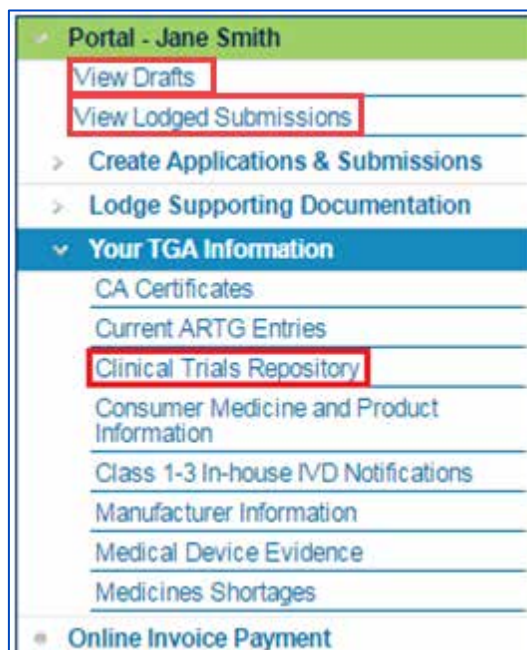 Portal - Jane Smith
View Drafts
View Lodged Submissions
Create Applications & Submissions
Lodge Supporting Documentation
Your TGA Information
CA Certificates
Current ARTG Entries
Clinical Trials Repository
Consumer Medicine and Product
Information
Class 1-3 In-house IVD Notifications
Manufacturer Information
Medical Device Evidence
Medicines Shortages
Online Invoice Payment